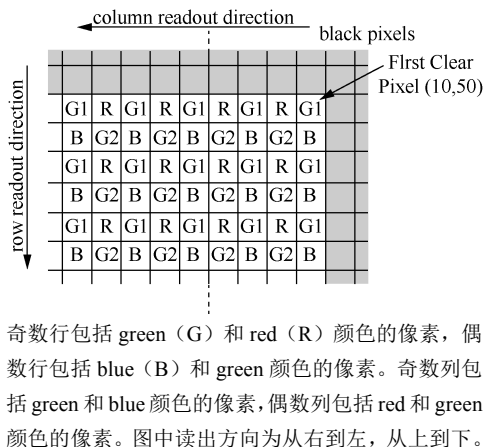 column readout direction
black pixels
FIrst Clear
Pixel (10,50)
row readout direction
G1 R G1 R G1 R G1 R G1
B G2 B G2 B G2 B G2 B
G1 R G1 R G1 R G1 R G1
B G2 B G2 B G2 B G2 B
G1 R G1 R G1 R G1 R G1
B G2 B G2 B G2 B G2 B
奇数行包括 green（G）和 red（R）颜色的像素，偶
数行包括 blue（B）和 green 颜色的像素。奇数列包
括 green 和 blue 颜色的像素，偶数列包括 red 和 green
颜色的像素。图中读出方向为从右到左，从上到下。